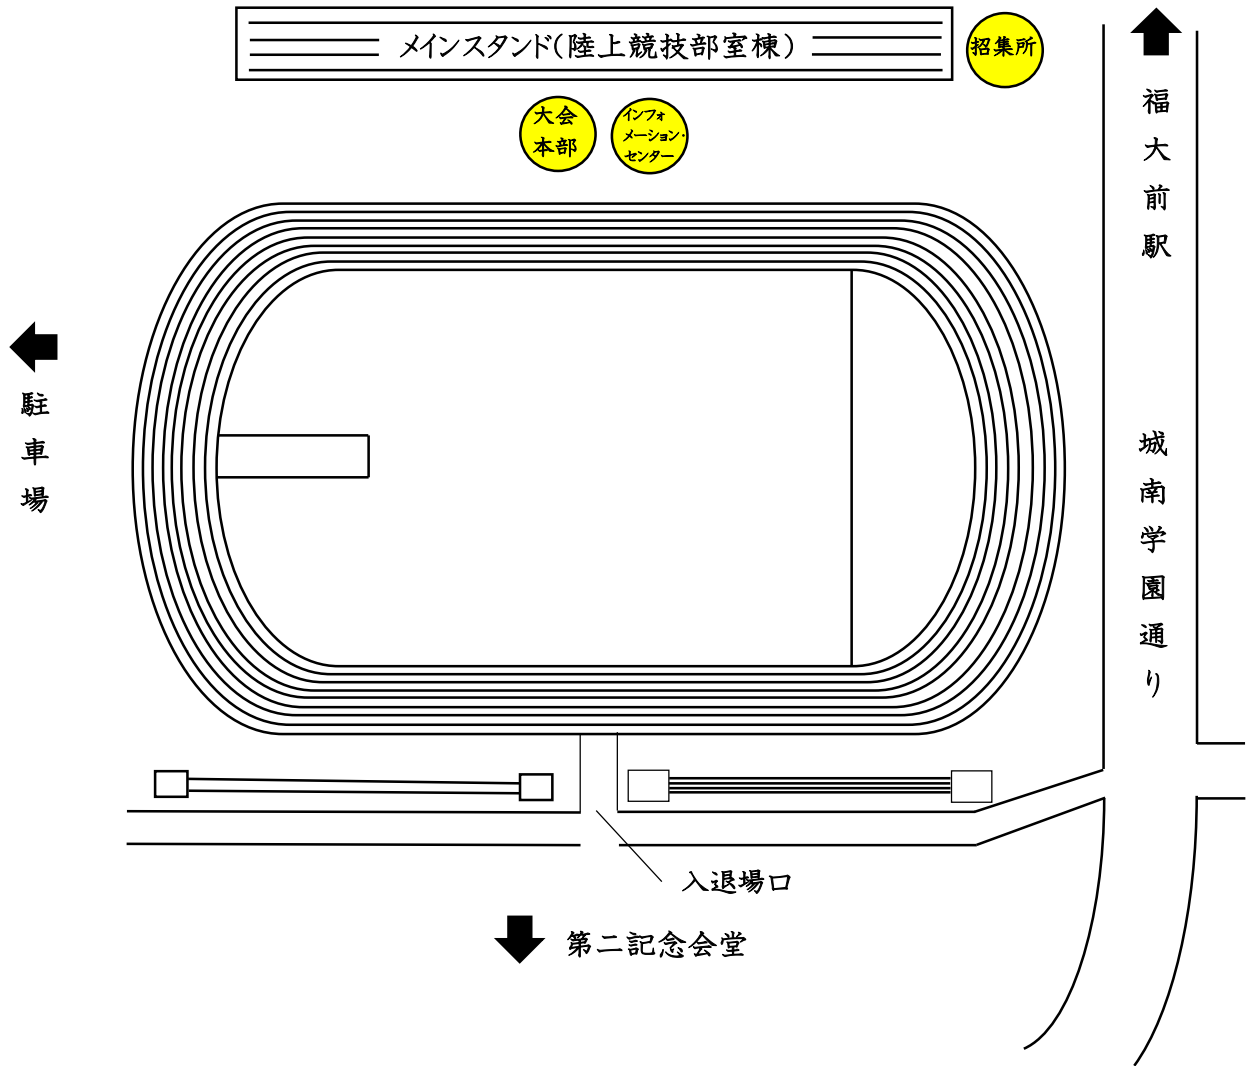 メインスタンド(陸上競技部室棟)
招集所
大会
本部
インフォ
メーション・
センター
福大前駅
駐車場
城南学園通り
入退場口
第二記念会堂